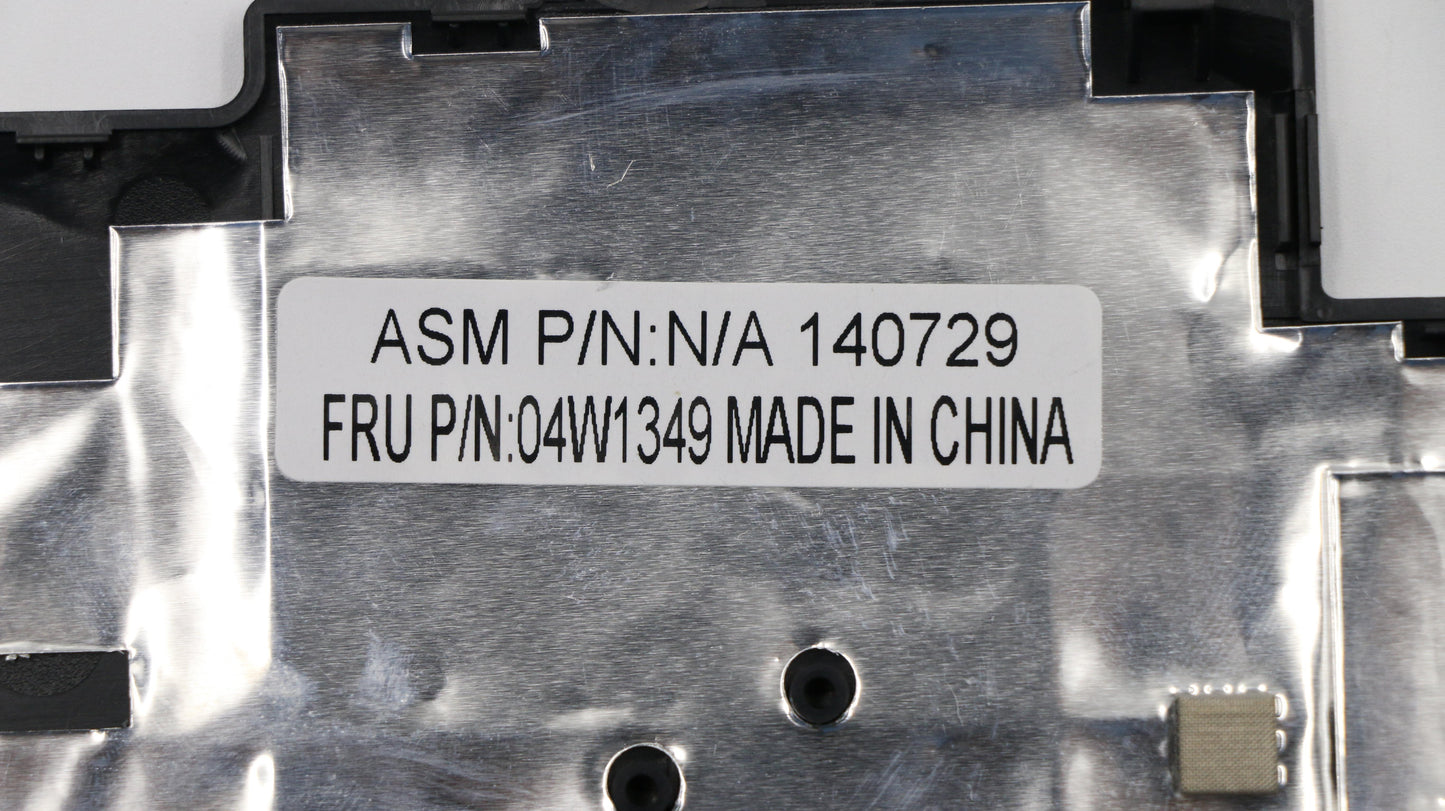 ASM P/N:N/A 140729
FRU P/N:04W1349 MADE IN CHINA